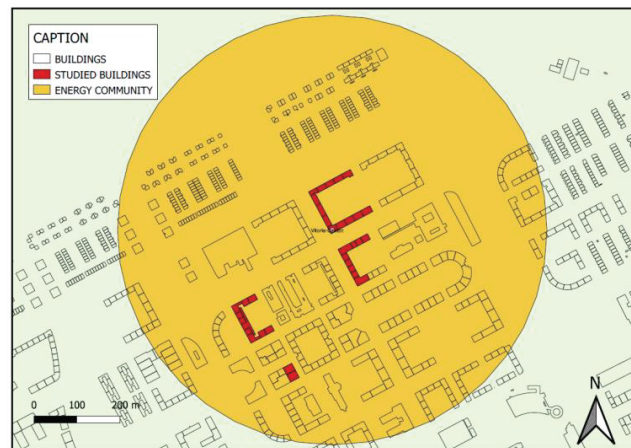 CAPTION
BUILDINGS
STUDIED BUILDINGS
ENERGY COMMUNITY
N
0 100 200 m